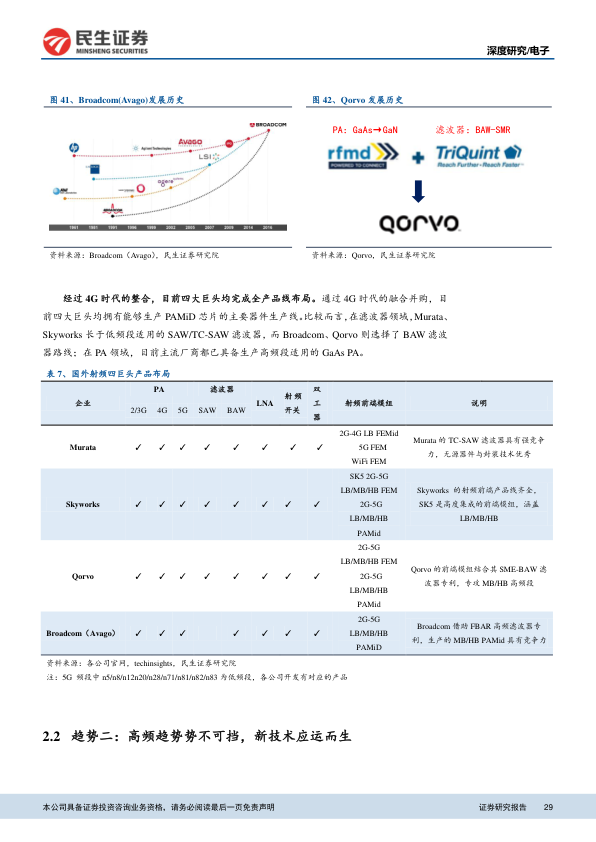 民生证券
MINSHENG SECURITIES
深度研究/电子
图 41、Broadcom(Avago)发展历史
图 42、Qorvo 发展历史
BROADCOM
Agilent Technologies
AVAGO
LSI
hp
1961 1981 1991 1996 2002 2005 2007 2009 2014 2016
PA: GaAs→GaN
滤波器: BAW-SMR
rfmd
POWERED TO CONNECT
TriQuint
Reach Further•Reach Faster
QORVO
资料来源：Broadcom（Avago），民生证券研究院
资料来源：Qorvo，民生证券研究院
经过 4G 时代的整合，目前四大巨头均完成全产品线布局。通过 4G 时代的融合并购，目
前四大巨头均拥有能够生产 PAMiD 芯片的主要器件生产线。比较而言，在滤波器领域，Murata、
Skyworks 长于低频段适用的 SAW/TC-SAW 滤波器，而 Broadcom、Qorvo 则选择了 BAW 滤波
器路线；在 PA 领域，目前主流厂商都已具备生产高频段适用的 GaAs PA。
表 7、国外射频四巨头产品布局
企业 PA 滤波器 LNA 射频开关 双工器 射频前端模组 说明
2/3G 4G 5G SAW BAW
Murata ✓ ✓ ✓ ✓ ✓ ✓ ✓ ✓
2G-4G LB FEMid
5G FEM
WiFi FEM
Murata 的 TC-SAW 滤波器具有强竞争
力，无源器件与封装技术优秀
Skyworks ✓ ✓ ✓ ✓ ✓ ✓ ✓ ✓
SK5 2G-5G
LB/MB/HB FEM
2G-5G
LB/MB/HB
PAMid
Skyworks 的射频前端产品线齐全，
SK5 是高度集成的前端模组，涵盖
LB/MB/HB
Qorvo ✓ ✓ ✓ ✓ ✓ ✓ ✓ ✓
2G-5G
LB/MB/HB FEM
2G-5G
LB/MB/HB
PAMid
Qorvo 的前端模组结合其 SME-BAW 滤
波器专利，专攻 MB/HB 高频段
Broadcom（Avago） ✓ ✓ ✓ ✓ ✓ ✓ ✓
2G-5G
LB/MB/HB
PAMiD
Broadcom 借助 FBAR 高频滤波器专
利，生产的 MB/HB PAMid 具有竞争力
资料来源：各公司官网，techinsights，民生证券研究院
注：5G 频段中 n5/n8/n12n20/n28/n71/n81/n82/n83 为低频段，各公司开发有对应的产品
2.2 趋势二：高频趋势势不可挡，新技术应运而生
本公司具备证券投资咨询业务资格，请务必阅读最后一页免责声明
证券研究报告 29